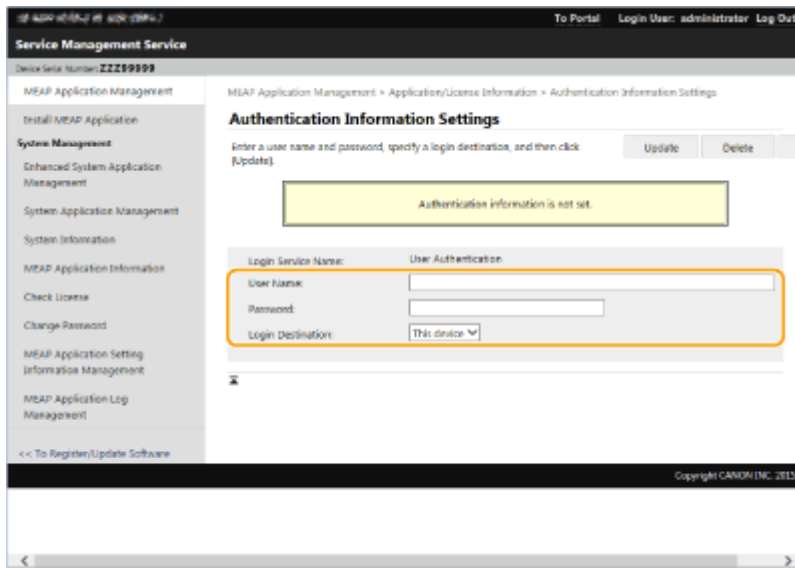 To Portal Login User: administrator Log Out
Service Management Service
Device Serial Number: ZZZ99999
MEAP Application Management
Install MEAP Application
System Management
Enhanced System Application
Management
System Application Management
System Information
MEAP Application Information
Check License
Change Password
MEAP Application Setting
Information Management
MEAP Application Log
Management
<< To Register/Update Software
MEAP Application Management > Application/License Information > Authentication Information Settings
Authentication Information Settings
Enter a user name and password, specify a login destination, and then click
[Update].
Update
Delete
Authentication information is not set.
Login Service Name: User Authentication
User Name:
Password:
Login Destination: This device
Copyright CANON INC. 2015